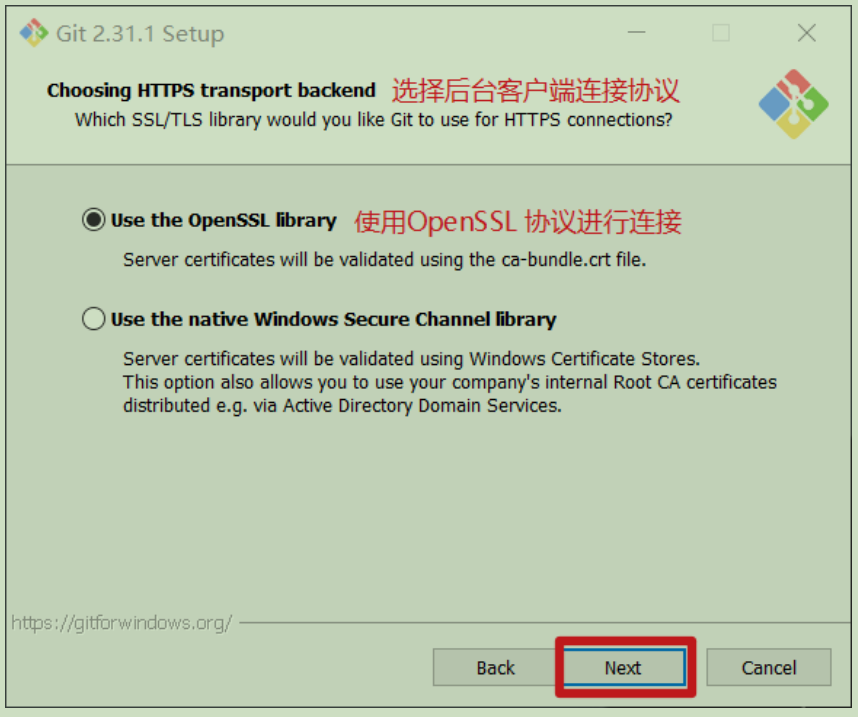 Git 2.31.1 Setup
Choosing HTTPS transport backend 选择后台客户端连接协议
Which SSL/TLS library would you like Git to use for HTTPS connections?
Use the OpenSSL library 使用OpenSSL 协议进行连接
Server certificates will be validated using the ca-bundle.crt file.
Use the native Windows Secure Channel library
Server certificates will be validated using Windows Certificate Stores.
This option also allows you to use your company's internal Root CA certificates
distributed e.g. via Active Directory Domain Services.
https://gitforwindows.org/
Back Next Cancel